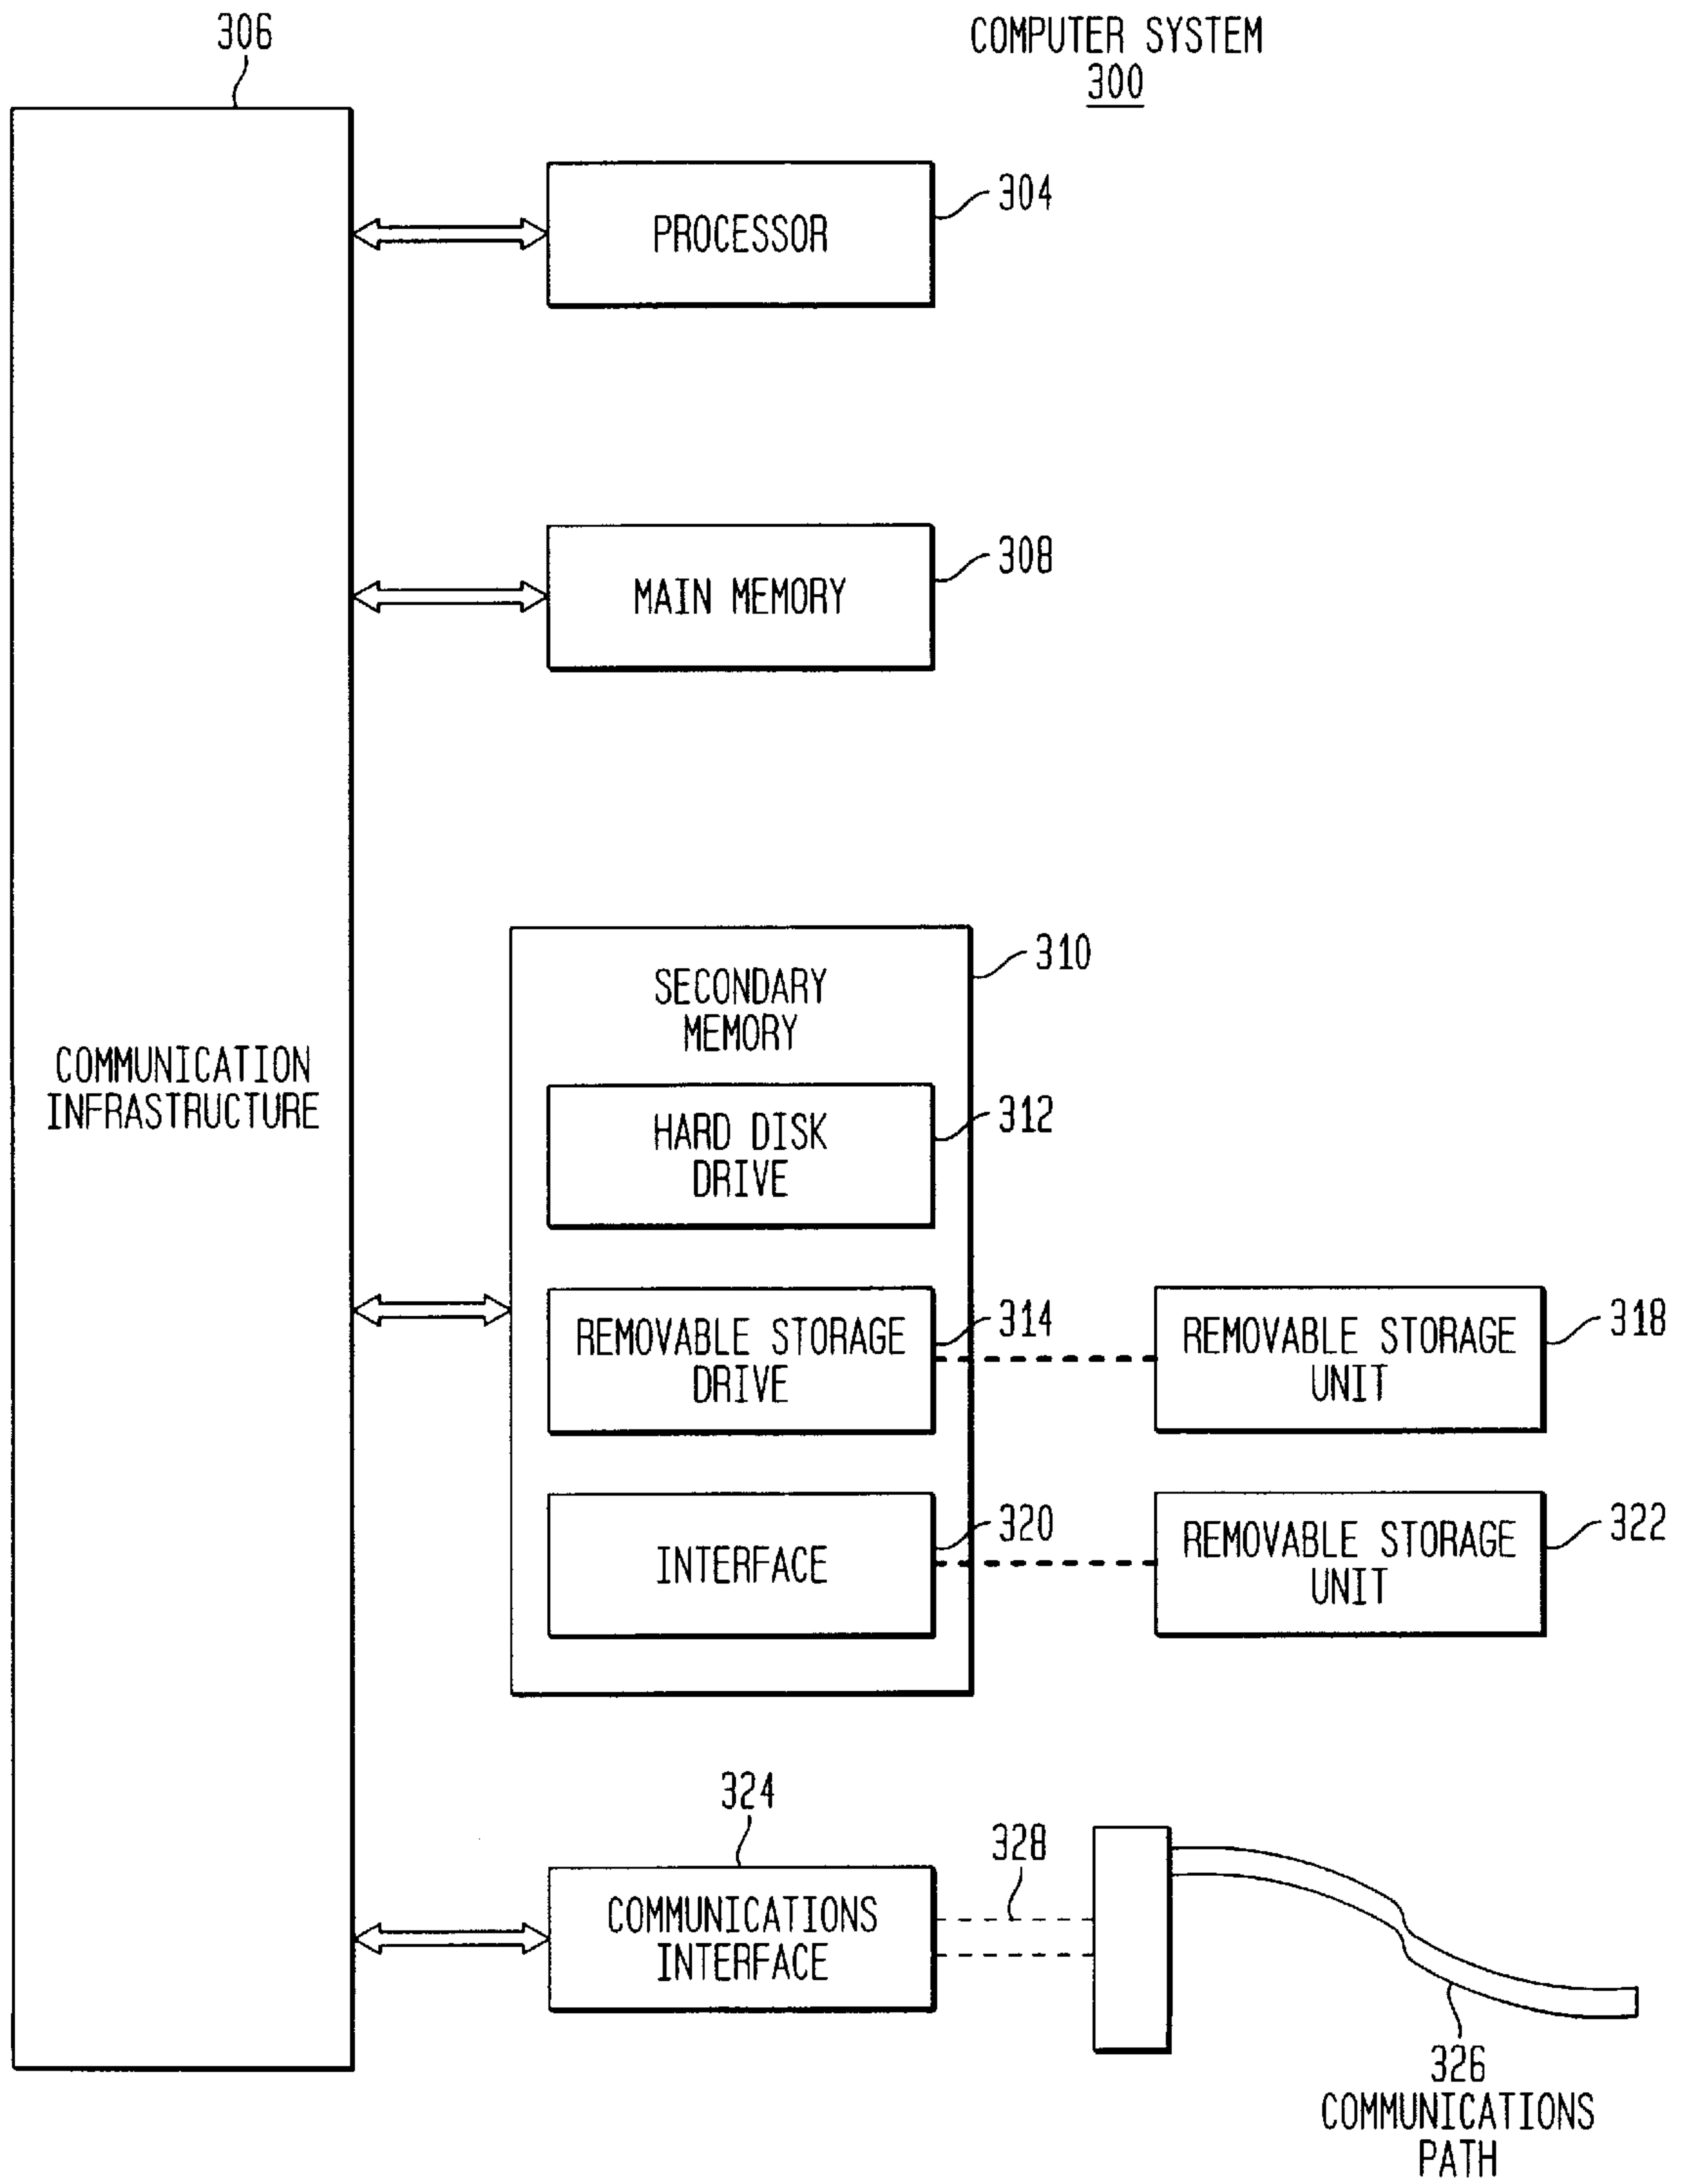 306
COMPUTER SYSTEM
300
PROCESSOR
304
MAIN MEMORY
308
COMMUNICATION
INFRASTRUCTURE
SECONDARY
MEMORY
310
HARD DISK
DRIVE
312
REMOVABLE STORAGE
DRIVE
314
REMOVABLE STORAGE
UNIT
318
INTERFACE
320
REMOVABLE STORAGE
UNIT
322
324
COMMUNICATIONS
INTERFACE
328
326
COMMUNICATIONS
PATH